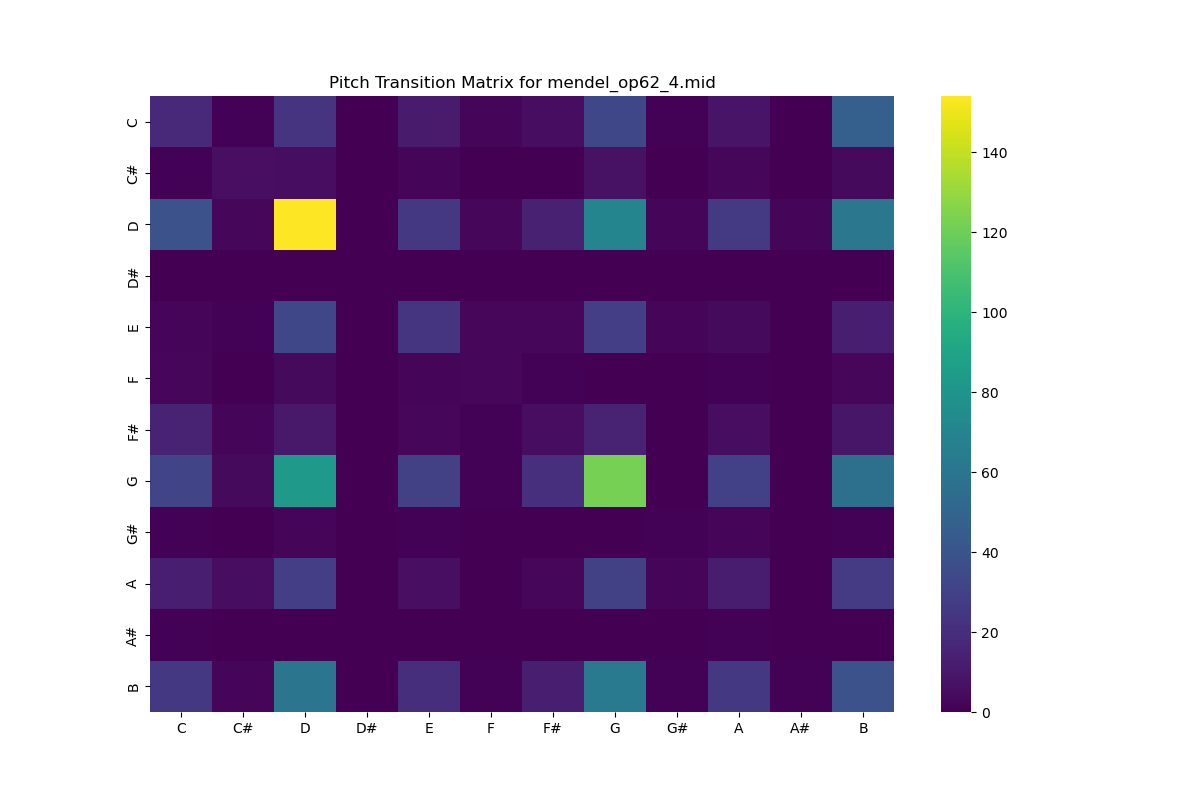 Pitch Transition Matrix for mendel_op62_4.mid
C
C#
D
D#
E
F
F#
G
G#
A
A#
B
C C# D D# E F F# G G# A A# B
140
120
100
80
60
40
20
0